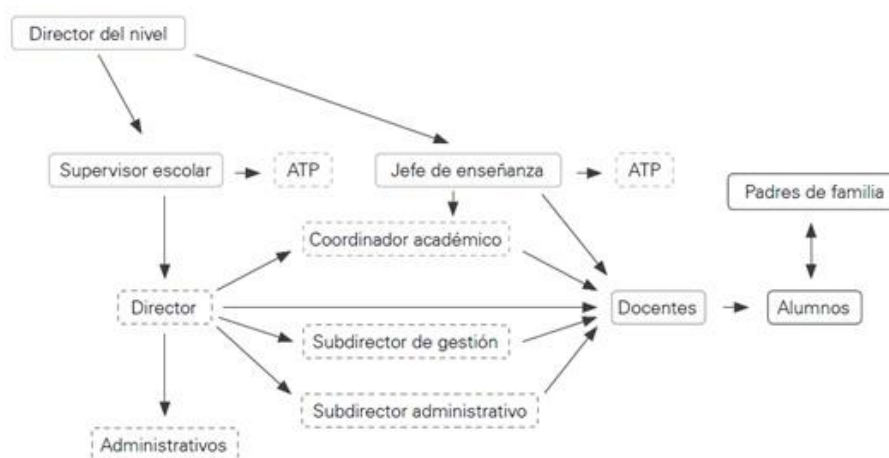 Director del nivel
Supervisor escolar
ATP
Jefe de enseñanza
ATP
Padres de familia
Coordinador académico
Director
Docentes
Alumnos
Subdirector de gestión
Subdirector administrativo
Administrativos